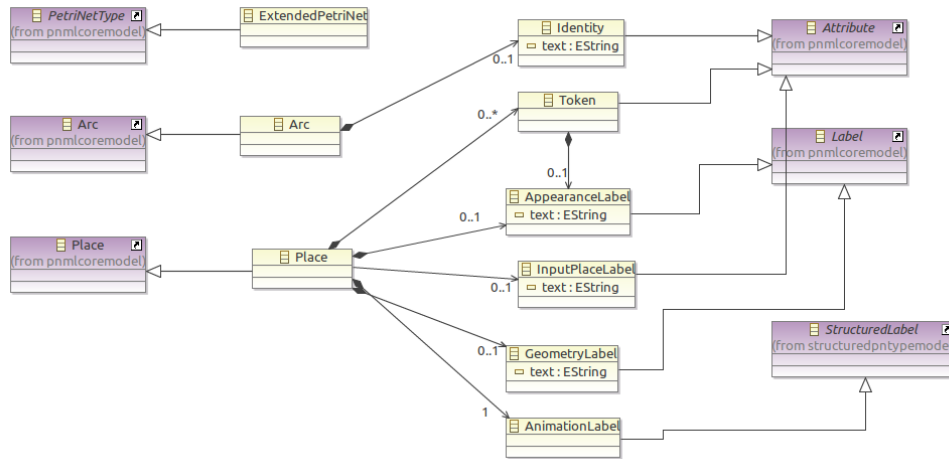 PetriNetType
(from pnmlcoremodel)
ExtendedPetriNet
Identity
text : EString
0..1
Attribute
(from pnmlcoremodel)
Arc
(from pnmlcoremodel)
Arc
Token
0..*
0..1
Label
(from pnmlcoremodel)
AppearanceLabel
text : EString
0..1
Place
(from pnmlcoremodel)
Place
InputPlaceLabel
text : EString
0..1
GeometryLabel
text : EString
0..1
StructuredLabel
(from structuredpntypemode
AnimationLabel
1